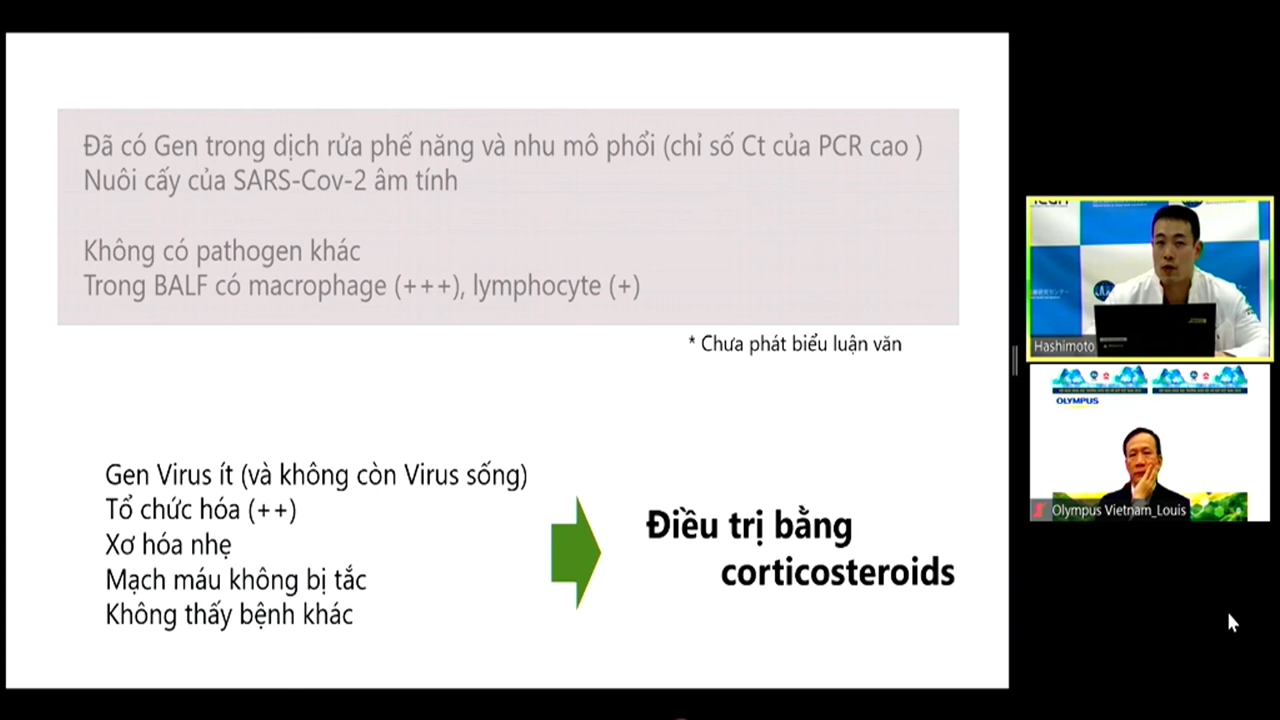 Đã có Gen trong dịch rửa phế năng và nhu mô phổi (chỉ số Ct của PCR cao )
Nuôi cấy của SARS-Cov-2 âm tính
Không có pathogen khác
Trong BALF có macrophage (+++), lymphocyte (+)
* Chưa phát biểu luận văn
Gen Virus ít (và không còn Virus sống)
Tổ chức hóa (++)
Xơ hóa nhẹ
Mạch máu không bị tắc
Không thấy bệnh khác
Điều trị bằng
corticosteroids
Hashimoto
OLYMPUS
Olympus Vietnam_Louis